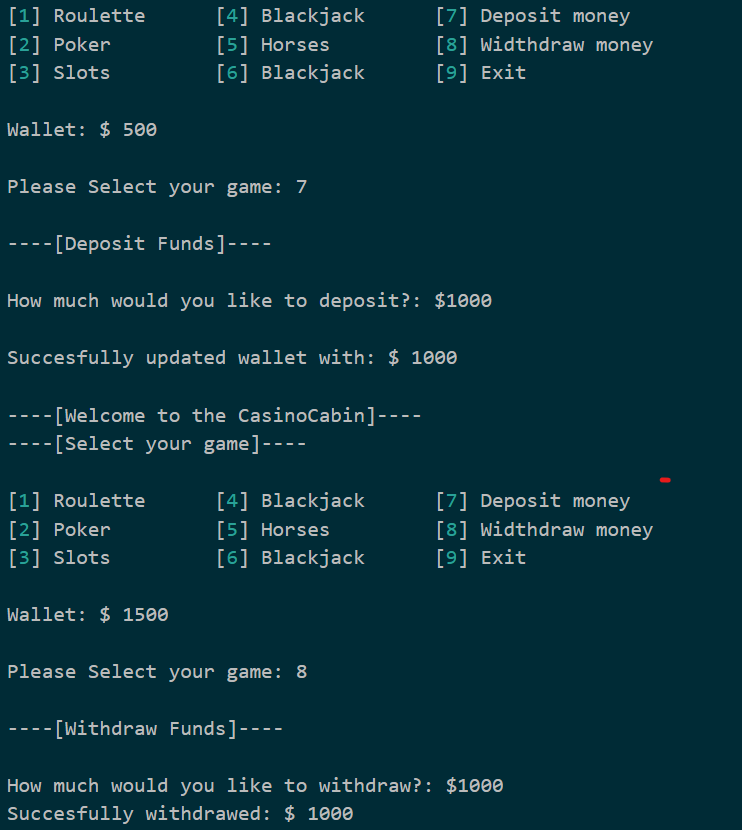 [1] Roulette [4] Blackjack [7] Deposit money
[2] Poker [5] Horses [8] Widthdraw money
[3] Slots [6] Blackjack [9] Exit
Wallet: $ 500
Please Select your game: 7
----[Deposit Funds]----
How much would you like to deposit?: $1000
Succesfully updated wallet with: $ 1000
----[Welcome to the CasinoCabin]----
----[Select your game]----
[1] Roulette [4] Blackjack [7] Deposit money
[2] Poker [5] Horses [8] Widthdraw money
[3] Slots [6] Blackjack [9] Exit
Wallet: $ 1500
Please Select your game: 8
----[Withdraw Funds]----
How much would you like to withdraw?: $1000
Succesfully withdrawed: $ 1000